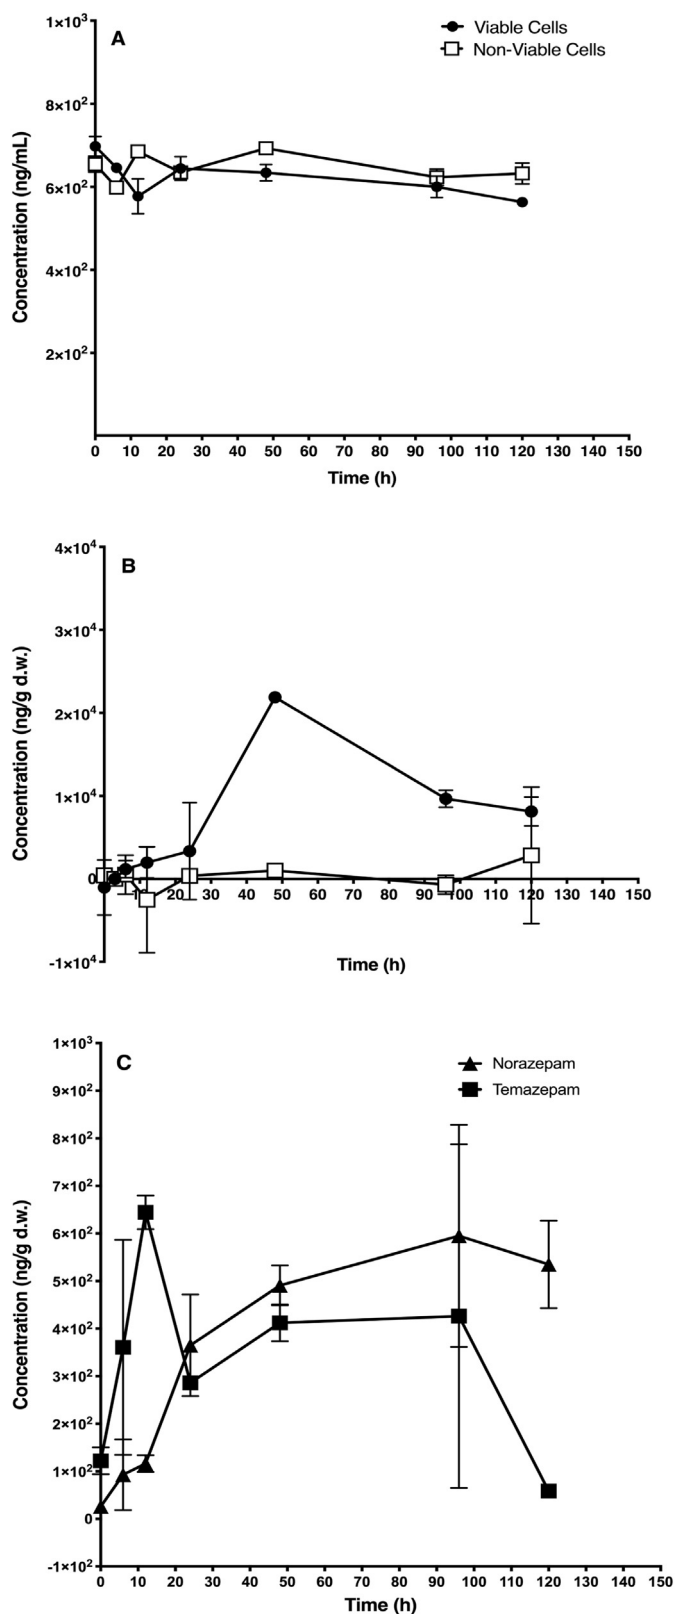 1×10³
A
Viable Cells
Non-Viable Cells
8×10²
6×10²
4×10²
2×10²
Concentration (ng/mL)
0 10 20 30 40 50 60 70 80 90 100 110 120 130 140 150
Time (h)
4×10⁴
B
3×10⁴
2×10⁴
1×10⁴
0
-1×10⁴
Concentration (ng/g d.w.)
20 30 40 50 60 70 80 90 100 110 120 130 140 150
Time (h)
1×10³
C
Norazepam
Temazepam
9×10²
8×10²
7×10²
6×10²
5×10²
4×10²
3×10²
2×10²
1×10²
0
-1×10²
Concentration (ng/g d.w.)
0 10 20 30 40 50 60 70 80 90 100 110 120 130 140 150
Time (h)